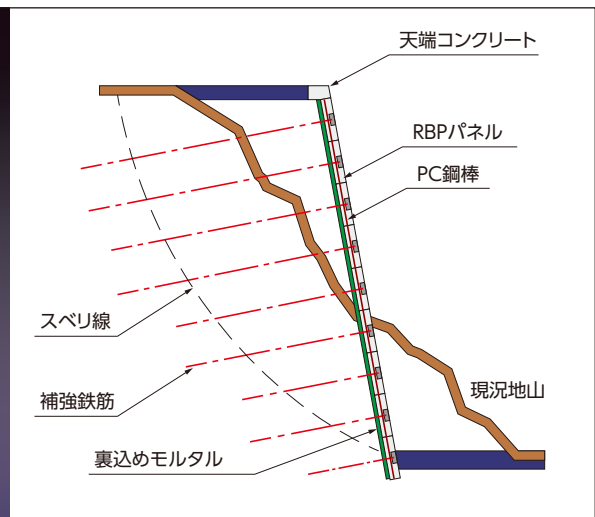 天端コンクリート
RBPパネル
PC鋼棒
スベリ線
現況地山
補強鉄筋
裏込めモルタル